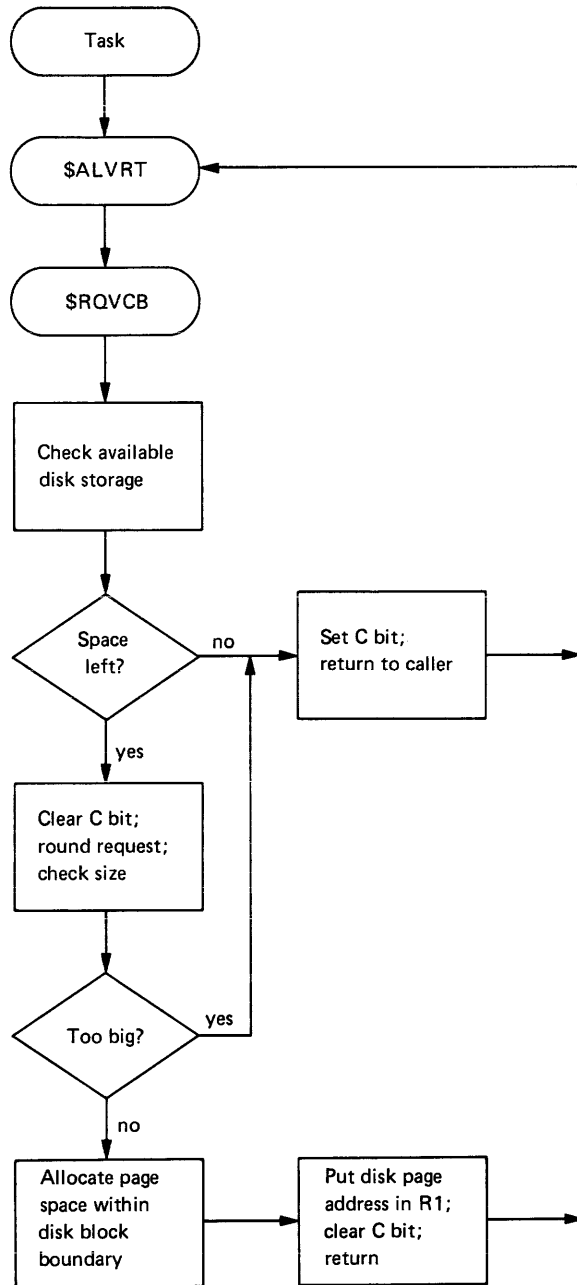 Task
$ALVRT
$RQVCB
Check available
disk storage
Space
left?
no
Set C bit;
return to caller
yes
Clear C bit;
round request;
check size
Too big?
yes
no
Allocate page
space within
disk block
boundary
Put disk page
address in R1;
clear C bit;
return